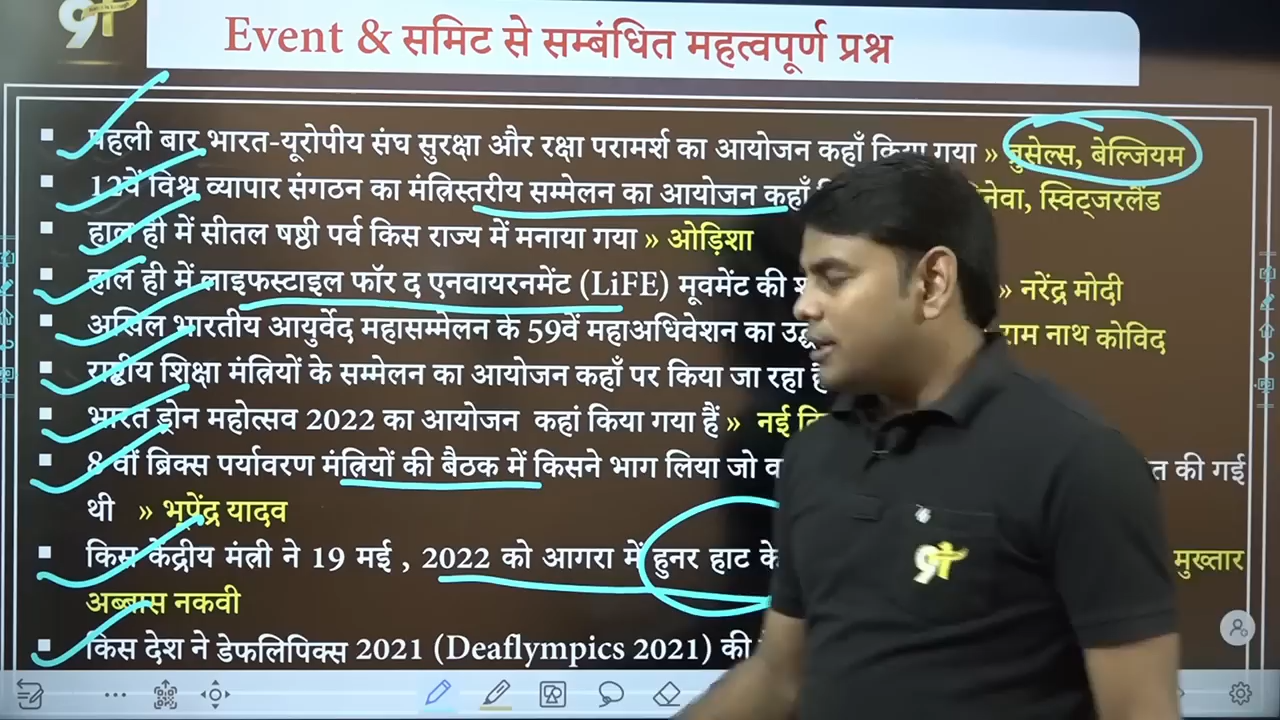 9T
Event & समिट से सम्बंधित महत्वपूर्ण प्रश्न
पहली बार भारत-यूरोपीय संघ सुरक्षा और रक्षा परामर्श का आयोजन कहाँ किया गया » ब्रुसेल्स, बेल्जियम
12वें विश्व व्यापार संगठन का मंत्रिस्तरीय सम्मेलन का आयोजन कहाँ स्विट्जरलैंड
हाल ही में सीतल षष्ठी पर्व किस राज्य में मनाया गया » ओड़िशा
हाल ही में लाइफस्टाइल फॉर द एनवायरनमेंट (LiFE) मूवमेंट की » नरेंद्र मोदी
अखिल भारतीय आयुर्वेद महासम्मेलन के 59वें महाअधिवेशन का राम नाथ कोविद
राष्ट्रीय शिक्षा मंत्रियों के सम्मेलन का आयोजन कहाँ पर किया जा रहा
भारत ड्रोन महोत्सव 2022 का आयोजन कहां किया गया हैं » नई
8 वीं ब्रिक्स पर्यावरण मंत्रियों की बैठक में किसने भाग लिया जो की गई
थी » भूपेंद्र यादव
किस केंद्रीय मंत्री ने 19 मई , 2022 को आगरा में हुनर हाट के मुख्तार
अब्बास नकवी
किस देश ने डेफलिपिक्स 2021 (Deaflympics 2021) की
9T